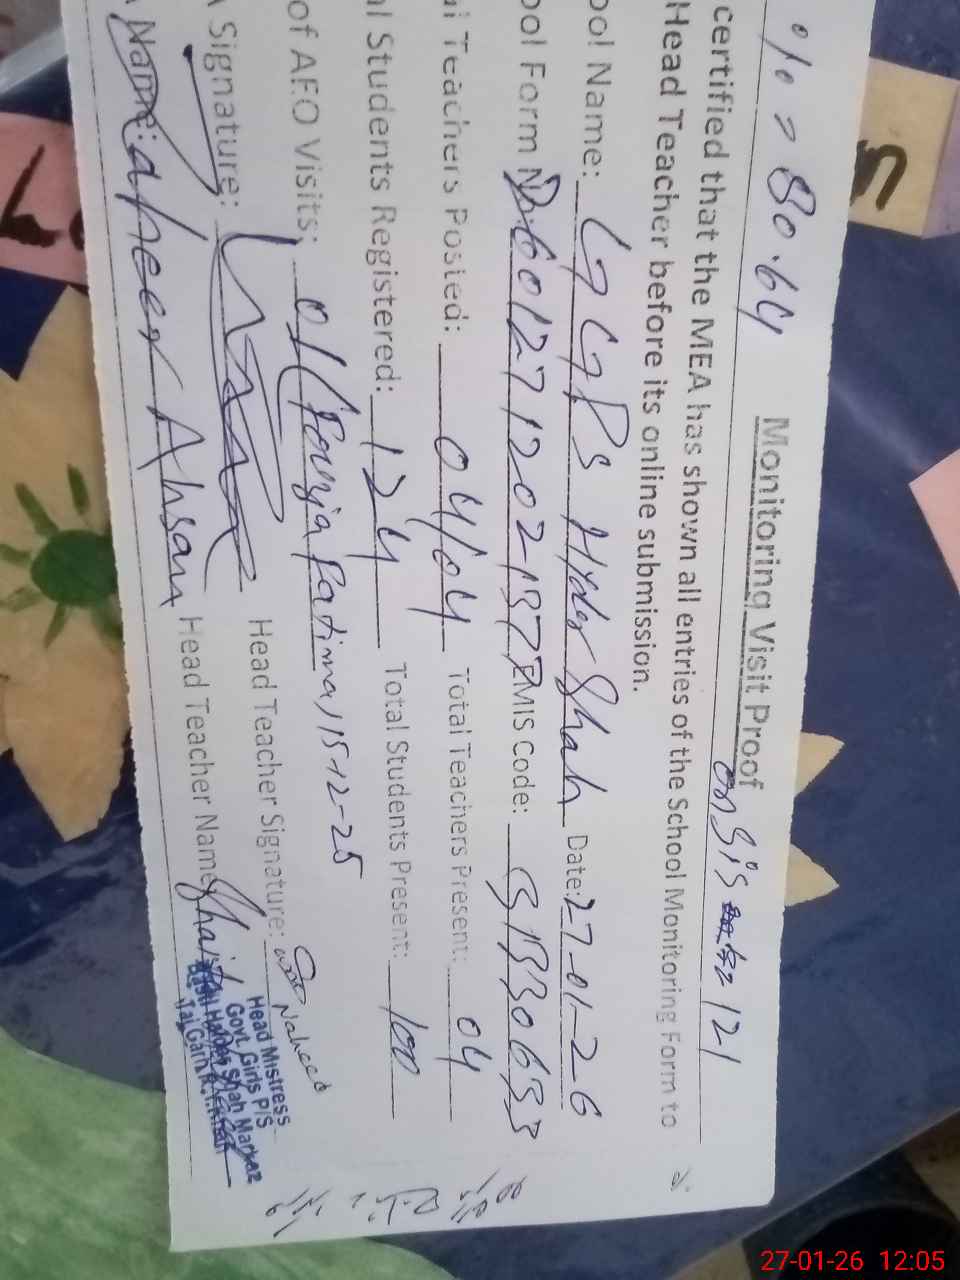 % = 80.64
Monitoring Visit Proof
on SIS 121
certified that the MEA has shown all entries of the School Monitoring Form to
Head Teacher before its online submission.
ool Name: GGPS Hyder Shah Date: 27-01-26
ool Form No: 60127120213 EMIS Code: 31330633
Teachers Posted: 04/04 Total Teachers Present: 04
al Students Registered: 124 Total Students Present: 100
of AEO Visits: 01 (Fouzia Fatima, 15-12-25
Signature: Head Teacher Signature: Naheed
Name: Ahsan Head Teacher Name
Head Mistress
Govt. Girls P/S
Shah Markaz
27-01-26 12:05